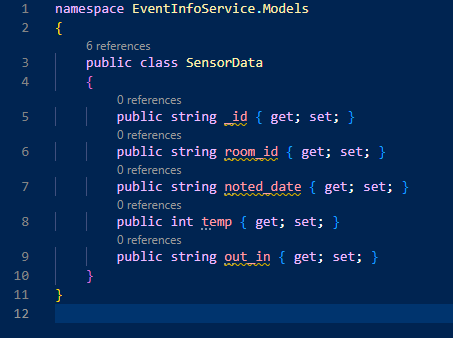 1 namespace EventInfoService.Models
2 {
6 references
3 public class SensorData
4 {
0 references
5 public string _id { get; set; }
0 references
6 public string room_id { get; set; }
0 references
7 public string noted_date { get; set; }
0 references
8 public int temp { get; set; }
0 references
9 public string out_in { get; set; }
10 }
11 }
12